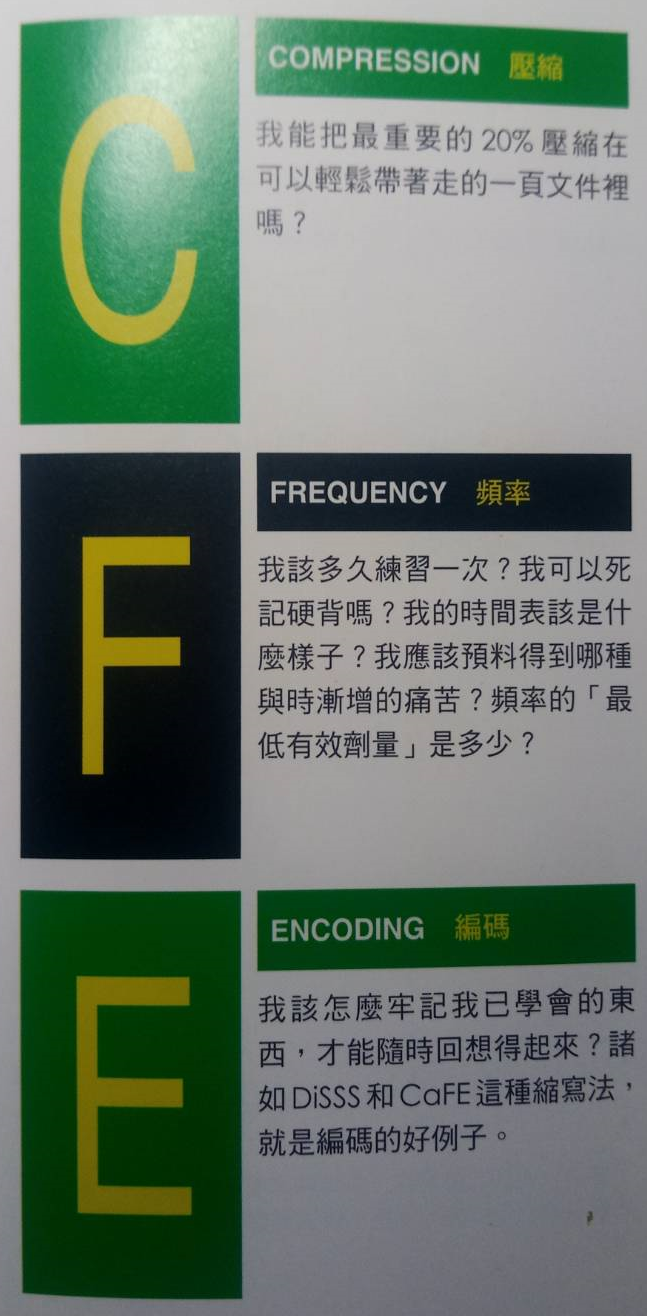 C
COMPRESSION 壓縮
我能把最重要的 20% 壓縮在
可以輕鬆帶著走的一頁文件裡
嗎？
F
FREQUENCY 頻率
我該多久練習一次？我可以死
記硬背嗎？我的時間表該是什
麼樣子？我應該預料得到哪種
與時漸增的痛苦？頻率的「最
低有效劑量」是多少？
E
ENCODING 編碼
我該怎麼牢記我已學會的東
西，才能隨時回想得起來？諸
如 DiSSS 和 CaFE 這種縮寫法，
就是編碼的好例子。